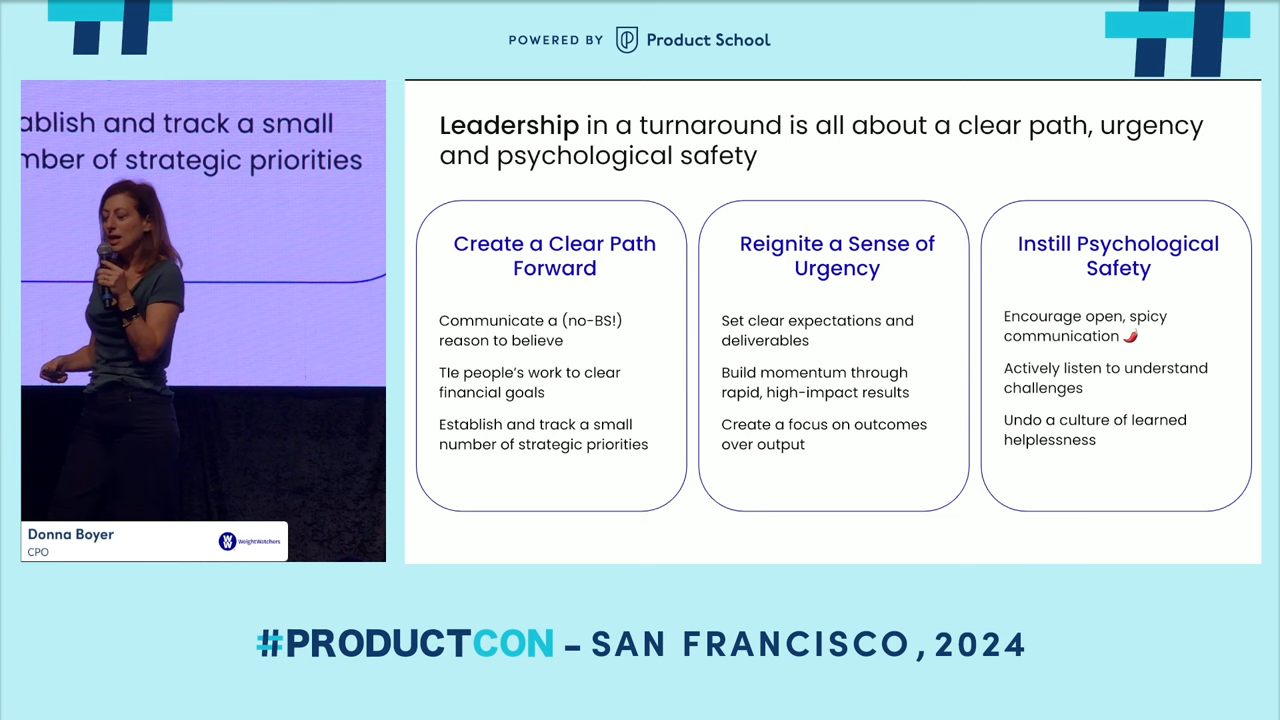 POWERED BY Product School
ablish and track a small
mber of strategic priorities
Donna Boyer
CPO
WW WeightWatchers
Leadership in a turnaround is all about a clear path, urgency
and psychological safety
Create a Clear Path
Forward
Communicate a (no-BS!)
reason to believe
TIe people's work to clear
financial goals
Establish and track a small
number of strategic priorities
Reignite a Sense of
Urgency
Set clear expectations and
deliverables
Build momentum through
rapid, high-impact results
Create a focus on outcomes
over output
Instill Psychological
Safety
Encourage open, spicy
communication 🌶️
Actively listen to understand
challenges
Undo a culture of learned
helplessness
#PRODUCTCON – SAN FRANCISCO, 2024